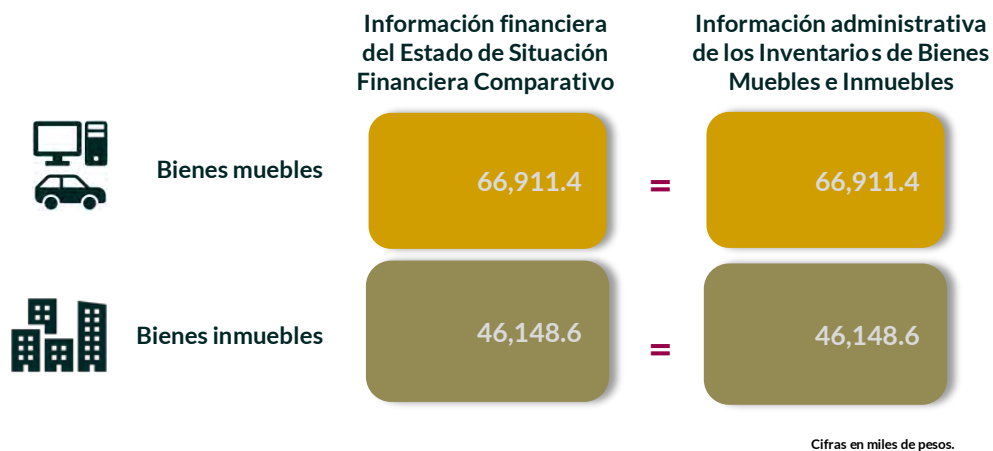 Información financiera
del Estado de Situación
Financiera Comparativo
Información administrativa
de los Inventarios de Bienes
Muebles e Inmuebles
Bienes muebles
66,911.4
=
66,911.4
Bienes inmuebles
46,148.6
=
46,148.6
Cifras en miles de pesos.